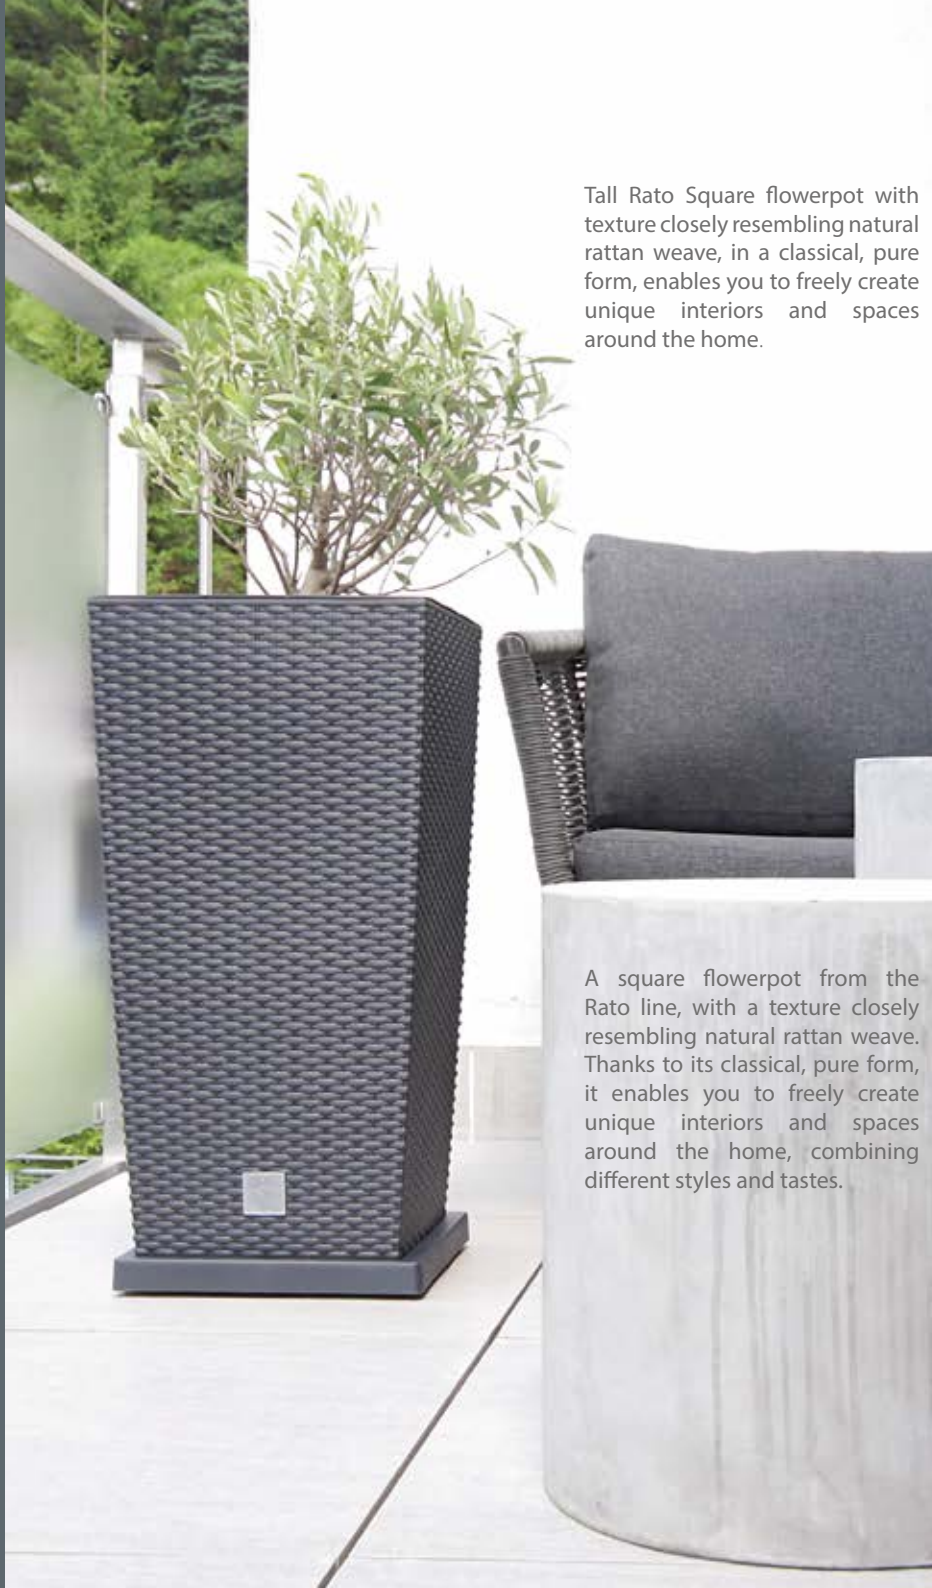 Tall Rato Square flowerpot with
texture closely resembling natural
rattan weave, in a classical, pure
form, enables you to freely create
unique interiors and spaces
around the home.
A square flowerpot from the
Rato line, with a texture closely
resembling natural rattan weave.
Thanks to its classical, pure form,
it enables you to freely create
unique interiors and spaces
around the home, combining
different styles and tastes.